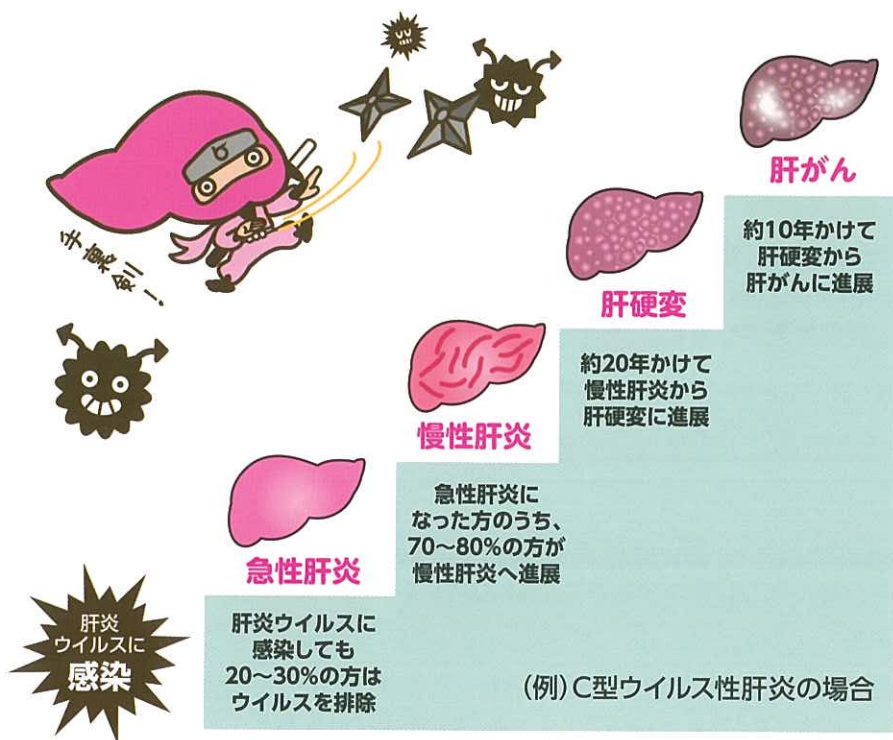 手裏剣ー!
肝がん
約10年かけて
肝硬変から
肝がんに進展
肝硬変
約20年かけて
慢性肝炎から
肝硬変に進展
慢性肝炎
急性肝炎に
なった方のうち、
70〜80%の方が
慢性肝炎へ進展
急性肝炎
肝炎ウイルスに
感染しても
20〜30%の方は
ウイルスを排除
肝炎
ウイルスに
感染
(例)C型ウイルス性肝炎の場合